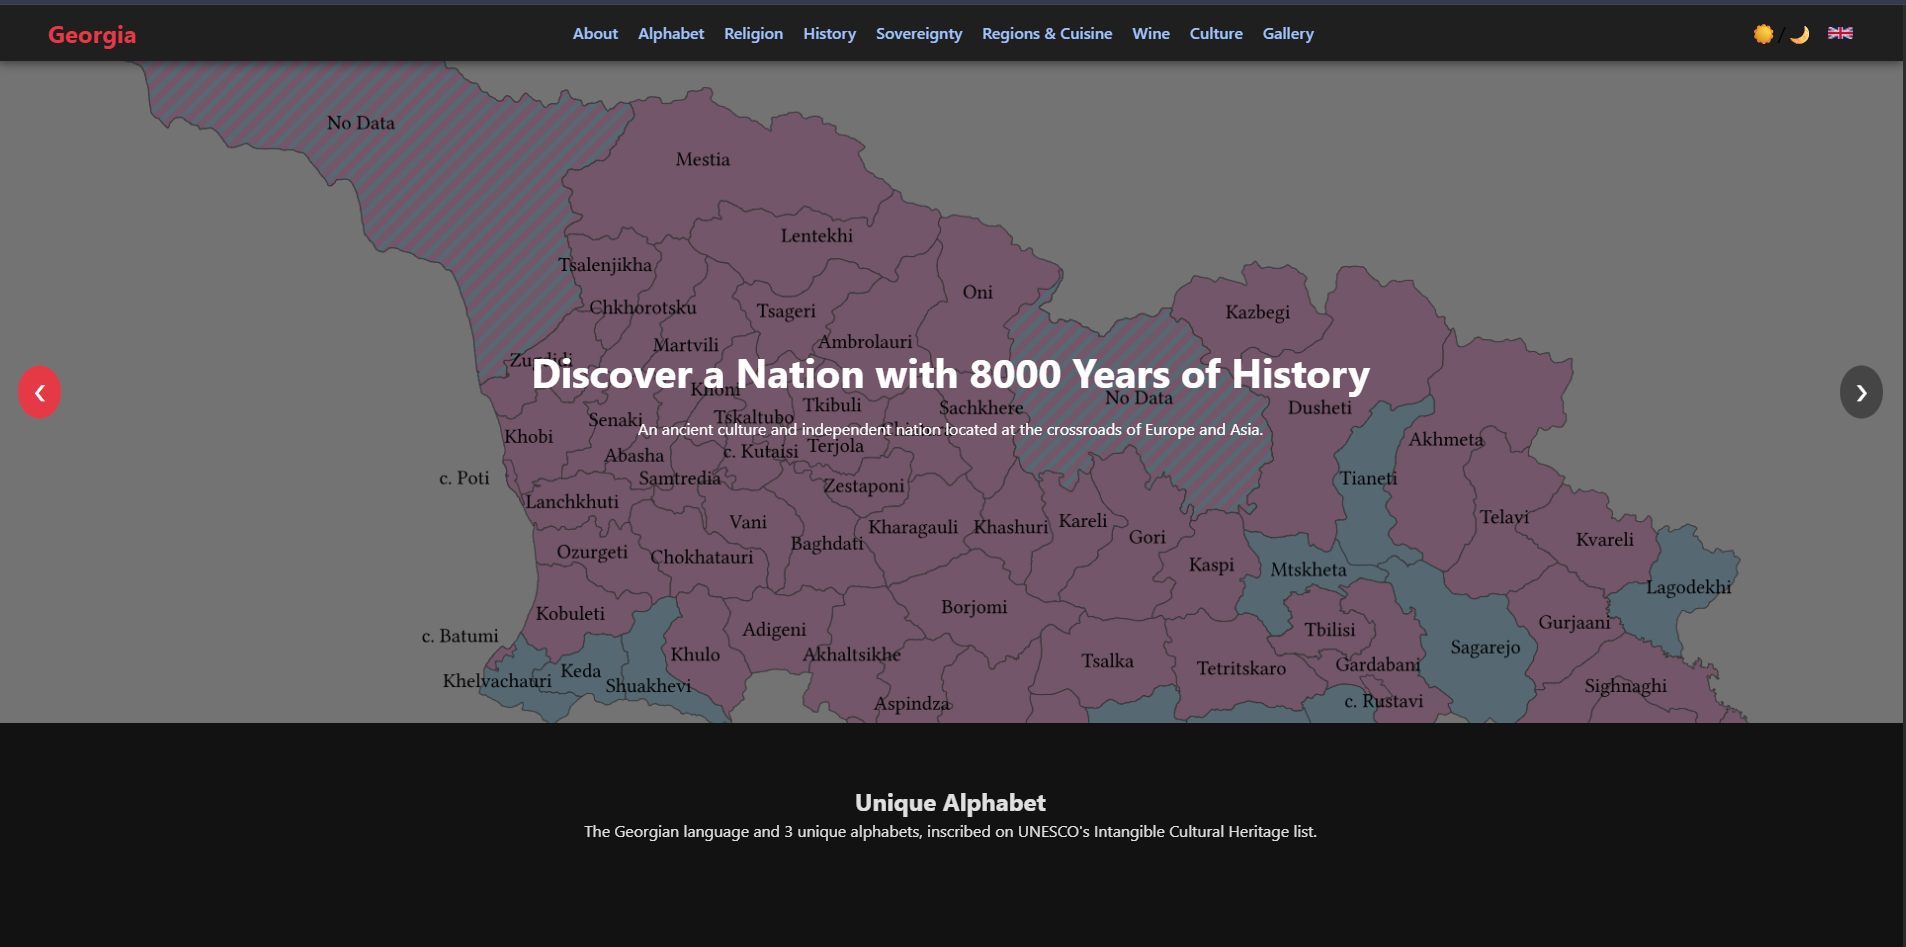 Georgia
About Alphabet Religion History Sovereignty Regions & Cuisine Wine Culture Gallery
/
No Data
Mestia
Lentekhi
Tsalenjikha
Oni
Chkhorotsku
Tsageri
Kazbegi
Martvili
Ambrolauri
Zugdidi
Discover a Nation with 8000 Years of History
Khoni
No Data
Tskaltubo
Tkibuli
Sachkhere
Dusheti
Senaki
An ancient culture and independent nation located at the crossroads of Europe and Asia.
Khobi
Akhmeta
Abasha
c. Kutaisi
Terjola
c. Poti
Samtredia
Zestaponi
Tianeti
Lanchkhuti
Vani
Kharagauli
Khashuri
Kareli
Gori
Telavi
Ozurgeti
Chokhatauri
Baghdati
Kvareli
Kaspi
Mtskheta
Lagodekhi
Kobuleti
Borjomi
c. Batumi
Adigeni
Tbilisi
Gurjaani
Khulo
Akhaltsikhe
Tsalka
Sagarejo
Khelvachauri
Keda
Shuakhevi
Tetritskaro
Gardabani
Sighnaghi
Aspindza
c. Rustavi
Unique Alphabet
The Georgian language and 3 unique alphabets, inscribed on UNESCO's Intangible Cultural Heritage list.